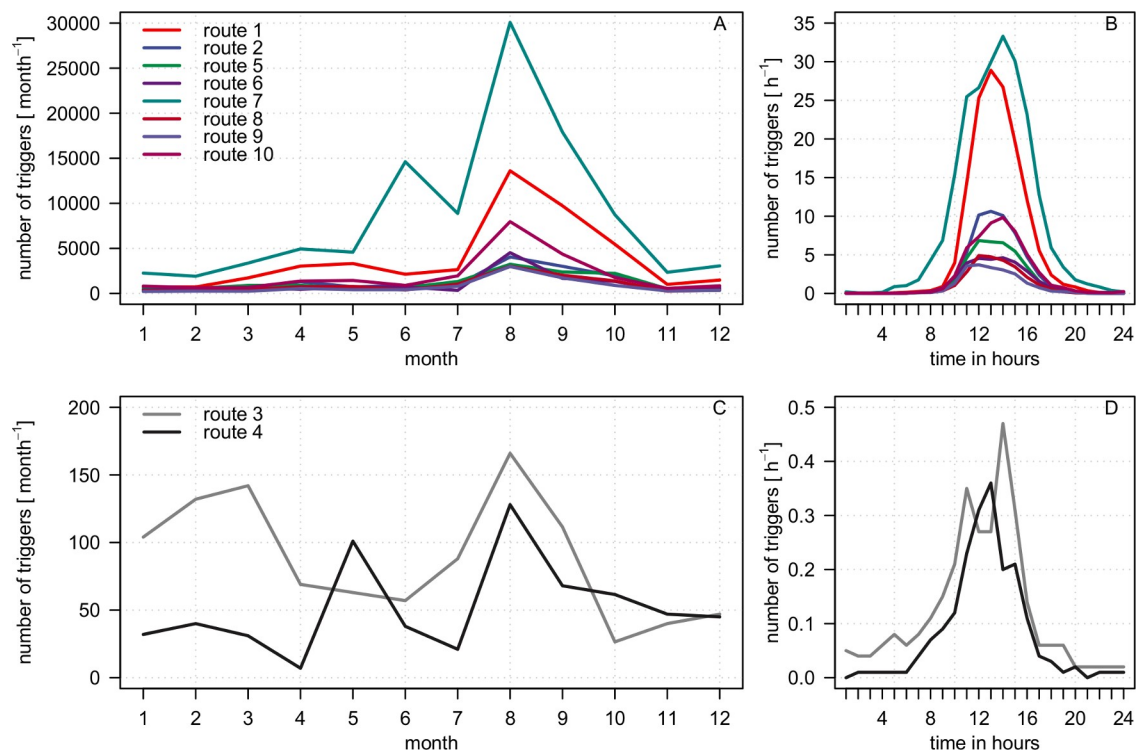 A
number of triggers [ month⁻¹]
30000
25000
20000
15000
10000
5000
0
route 1
route 2
route 5
route 6
route 7
route 8
route 9
route 10
1 2 3 4 5 6 7 8 9 10 11 12
month
B
number of triggers [ h⁻¹]
35
30
25
20
15
10
5
0
4 8 12 16 20 24
time in hours
C
number of triggers [ month⁻¹]
200
150
100
50
0
route 3
route 4
1 2 3 4 5 6 7 8 9 10 11 12
month
D
number of triggers [ h⁻¹]
0.5
0.4
0.3
0.2
0.1
0.0
4 8 12 16 20 24
time in hours